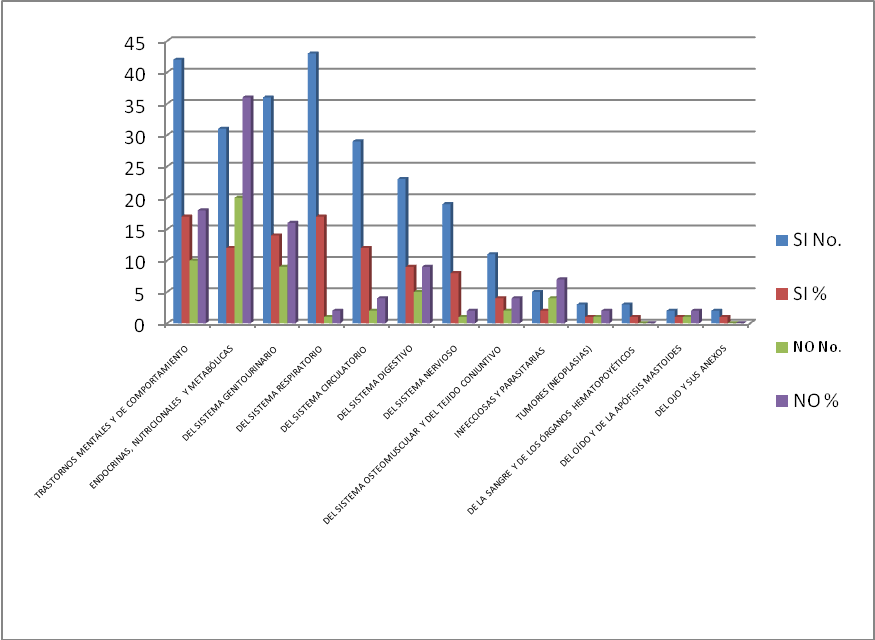 45
40
35
30
25
20
15
10
5
0
SI No.
SI %
NO No.
NO %
TRASTORNOS MENTALES Y DE COMPORTAMIENTO
ENDOCRINAS, NUTRICIONALES Y METABÓLICAS
DEL SISTEMA GENITOURINARIO
DEL SISTEMA RESPIRATORIO
DEL SISTEMA CIRCULATORIO
DEL SISTEMA DIGESTIVO
DEL SISTEMA NERVIOSO
DEL SISTEMA OSTEOMUSCULAR Y DEL TEJIDO CONJUNTIVO
INFECCIOSAS Y PARASITARIAS
TUMORES (NEOPLASIAS)
DE LA SANGRE Y DE LOS ÓRGANOS HEMATOPOYÉTICOS
DEL OÍDO Y DE LA APÓFISIS MASTOIDES
DEL OJO Y SUS ANEXOS